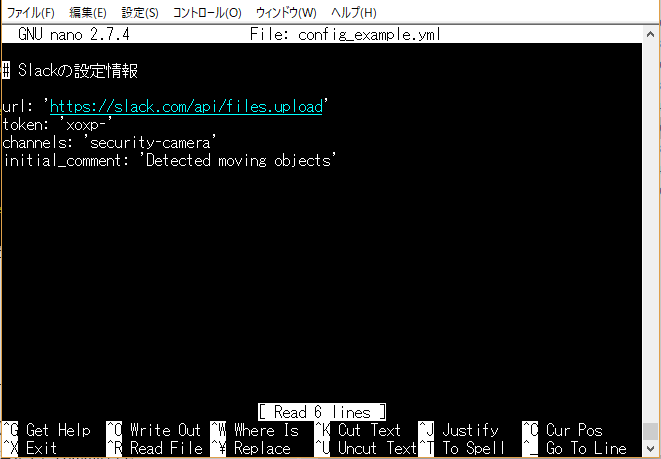 ファイル(F) 編集(E) 設定(S) コントロール(O) ウィンドウ(W) ヘルプ(H)
GNU nano 2.7.4 File: config_example.yml
# Slackの設定情報
url: 'https://slack.com/api/files.upload'
token: 'xoxp-'
channels: 'security-camera'
initial_comment: 'Detected moving objects'
[ Read 6 lines ]
^G Get Help ^O Write Out ^W Where Is ^K Cut Text ^J Justify ^C Cur Pos
^X Exit ^R Read File ^¥ Replace ^U Uncut Text ^T To Spell ^_ Go To Line